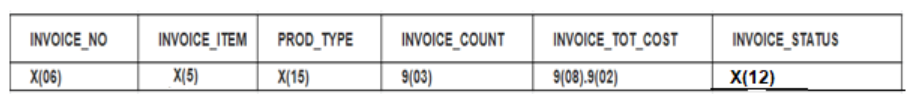 INVOICE_NO INVOICE_ITEM PROD_TYPE INVOICE_COUNT INVOICE_TOT_COST INVOICE_STATUS
X(06) X(5) X(15) 9(03) 9(08).9(02) X(12)